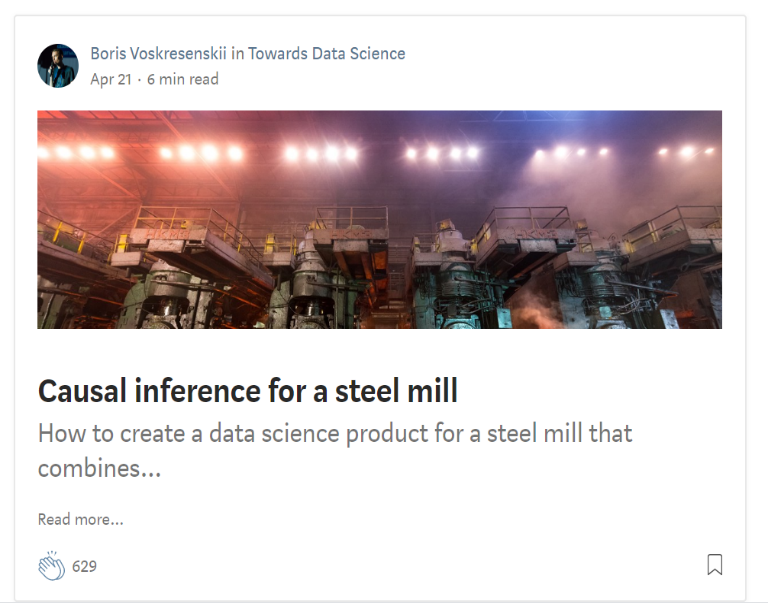 Boris Voskresenskii in Towards Data Science
Apr 21 · 6 min read
Causal inference for a steel mill
How to create a data science product for a steel mill that
combines...
Read more...
629